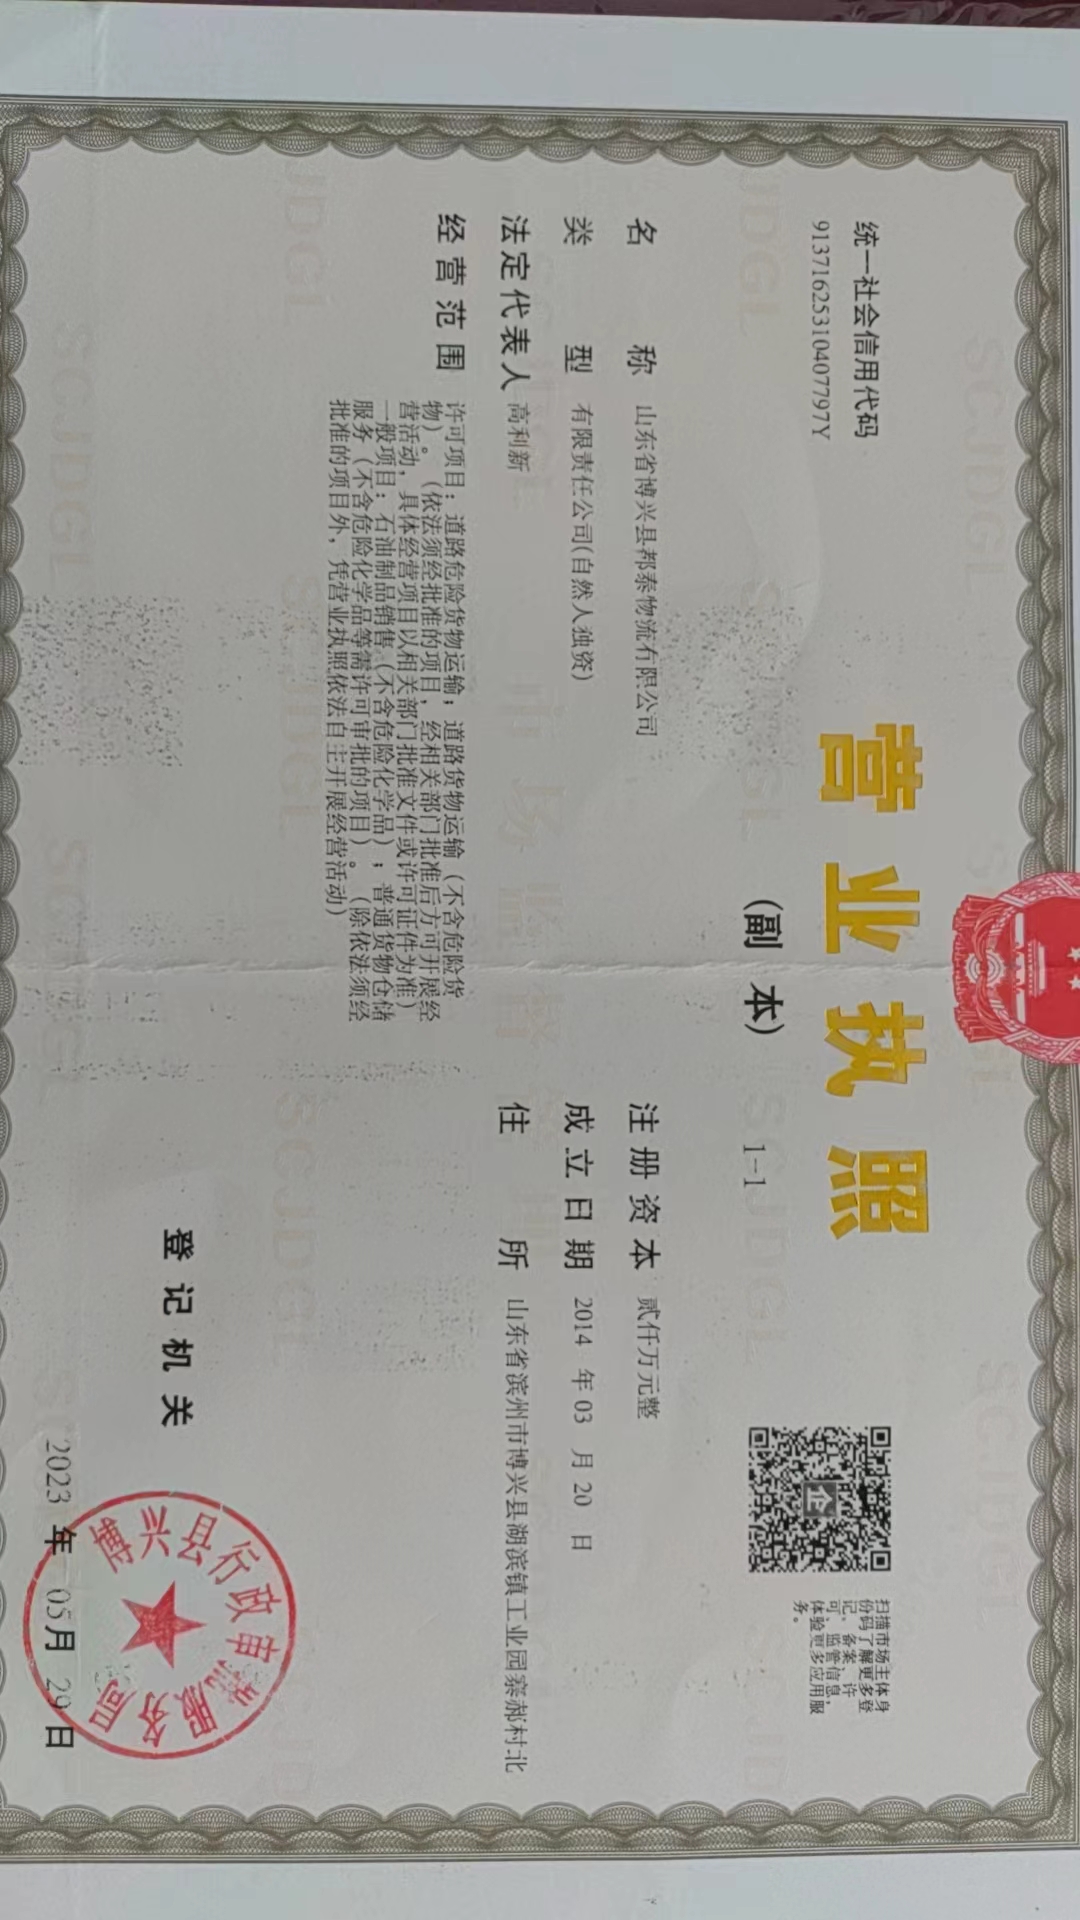 统一社会信用代码
91371625310407797Y
营业执照
(副 本)
1-1
扫描市场主体身
份码了解更多登
记、备案、许
可、监管信息，
体验更多应用服
务。
名 称 山东省博兴县都泰物流有限公司
类 型 有限责任公司(自然人独资)
法定代表人 高利新
经营范围 许可项目：道路危险货物运输；道路货物运输（不含危险货
物）。（依法须经批准的项目，经相关部门批准后方可开展经
营活动，具体经营项目以相关部门批准文件或许可证件为准）
一般项目：石油制品销售（不含危险化学品）；普通货物仓储
服务（不含危险化学品等需许可审批的项目）。（除依法须经
批准的项目外，凭营业执照依法自主开展经营活动）
注册资本 贰仟万元整
成立日期 2014 年 03 月 20 日
住 所 山东省滨州市博兴县湖滨镇工业园寨郝村北
登记机关
博兴县行政审批服务局
2023 年 05 月 29 日
企
SCJDGL
市场监督管理